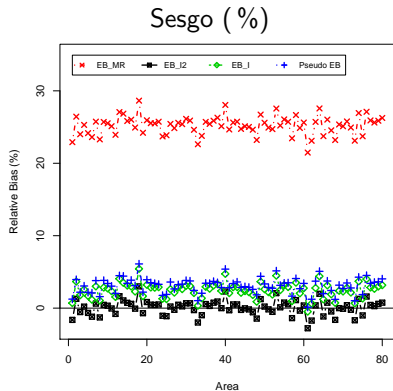 Sesgo (%)
EB_MR EB_I2 EB_I Pseudo EB
30
20
10
0
Relative Bias (%)
0 20 40 60 80
Area